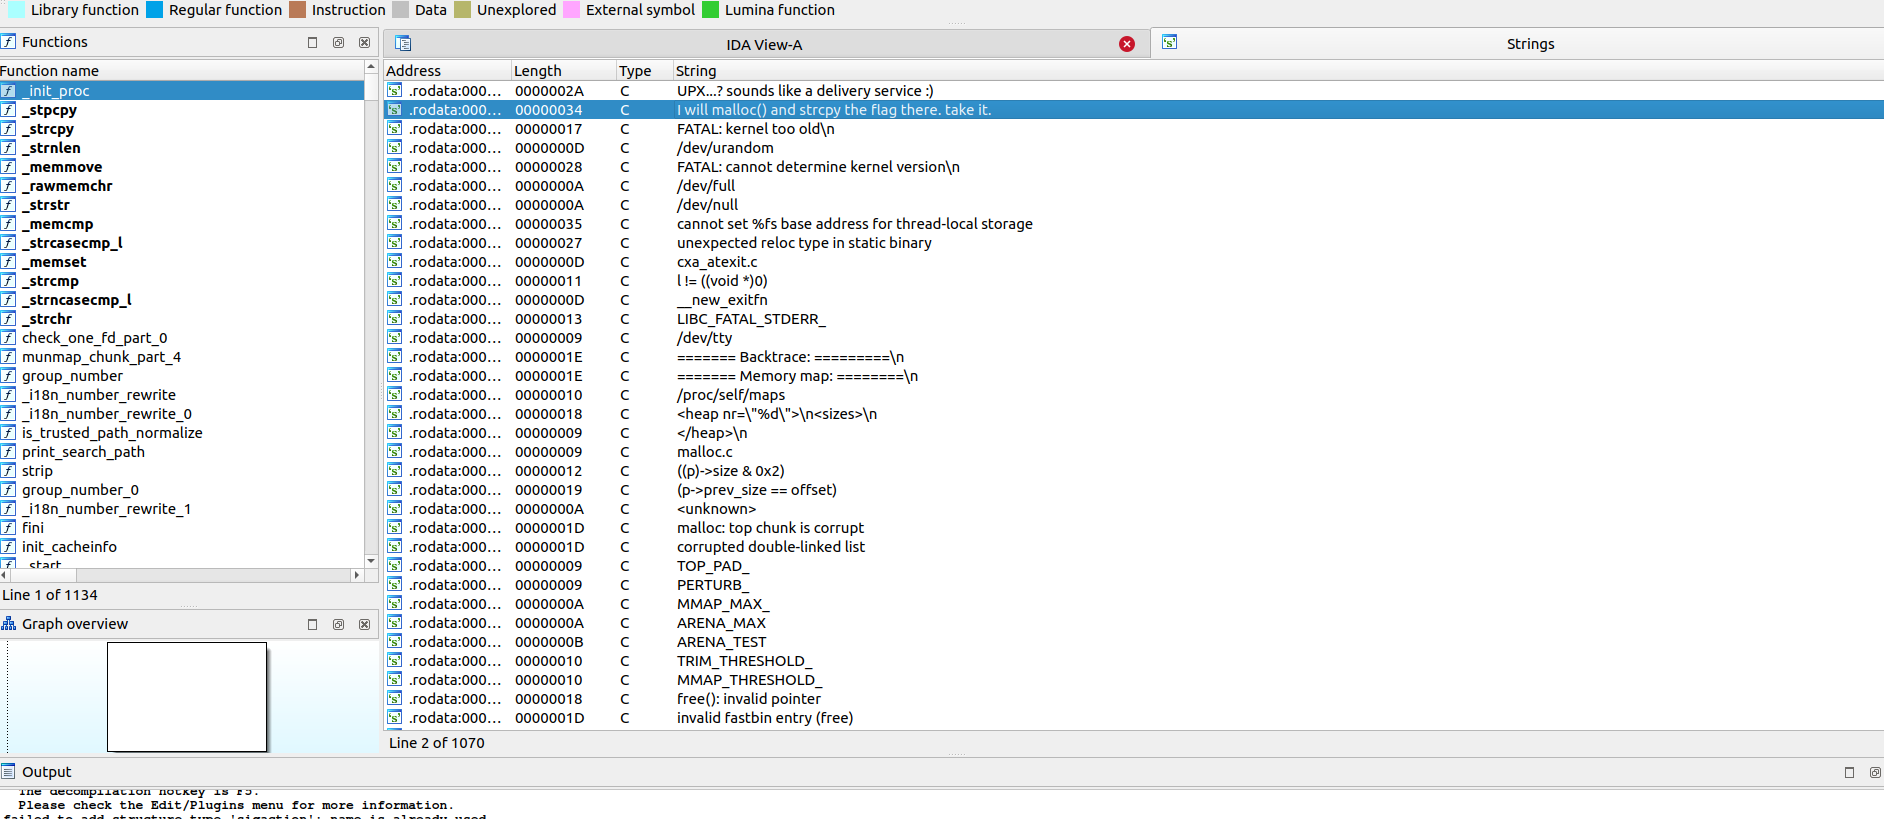 Library function Regular function Instruction Data Unexplored External symbol Lumina function
Functions
Function name
_init_proc
_stpcpy
_strcpy
_strnlen
_memmove
_rawmemchr
_strstr
_memcmp
_strcasecmp_l
_memset
_strcmp
_strncasecmp_l
_strchr
check_one_fd_part_0
munmap_chunk_part_4
group_number
_i18n_number_rewrite
_i18n_number_rewrite_0
is_trusted_path_normalize
print_search_path
strip
group_number_0
_i18n_number_rewrite_1
fini
init_cacheinfo
_start
Line 1 of 1134
Graph overview
IDA View-A
Strings
Address Length Type String
.rodata:000... 0000002A C UPX...? sounds like a delivery service :)
.rodata:000... 00000034 C I will malloc() and strcpy the flag there. take it.
.rodata:000... 00000017 C FATAL: kernel too old\n
.rodata:000... 0000000D C /dev/urandom
.rodata:000... 00000028 C FATAL: cannot determine kernel version\n
.rodata:000... 0000000A C /dev/full
.rodata:000... 0000000A C /dev/null
.rodata:000... 00000035 C cannot set %fs base address for thread-local storage
.rodata:000... 00000027 C unexpected reloc type in static binary
.rodata:000... 0000000D C cxa_atexit.c
.rodata:000... 00000011 C l != ((void *)0)
.rodata:000... 0000000D C __new_exitfn
.rodata:000... 00000013 C LIBC_FATAL_STDERR_
.rodata:000... 00000009 C /dev/tty
.rodata:000... 0000001E C ======= Backtrace: =========\n
.rodata:000... 0000001E C ======= Memory map: ========\n
.rodata:000... 00000010 C /proc/self/maps
.rodata:000... 00000018 C <heap nr=\"%d\">\n<sizes>\n
.rodata:000... 00000009 C </heap>\n
.rodata:000... 00000009 C malloc.c
.rodata:000... 00000012 C ((p)->size & 0x2)
.rodata:000... 00000019 C (p->prev_size == offset)
.rodata:000... 0000000A C <unknown>
.rodata:000... 0000001D C malloc: top chunk is corrupt
.rodata:000... 0000001D C corrupted double-linked list
.rodata:000... 00000009 C TOP_PAD_
.rodata:000... 00000009 C PERTURB_
.rodata:000... 0000000A C MMAP_MAX_
.rodata:000... 0000000A C ARENA_MAX
.rodata:000... 0000000B C ARENA_TEST
.rodata:000... 00000010 C TRIM_THRESHOLD_
.rodata:000... 00000010 C MMAP_THRESHOLD_
.rodata:000... 00000018 C free(): invalid pointer
.rodata:000... 0000001D C invalid fastbin entry (free)
Line 2 of 1070
Output
The decompilation hotkey is F5.
Please check the Edit/Plugins menu for more information.
failed to add structure type 'sigaction': name is already used